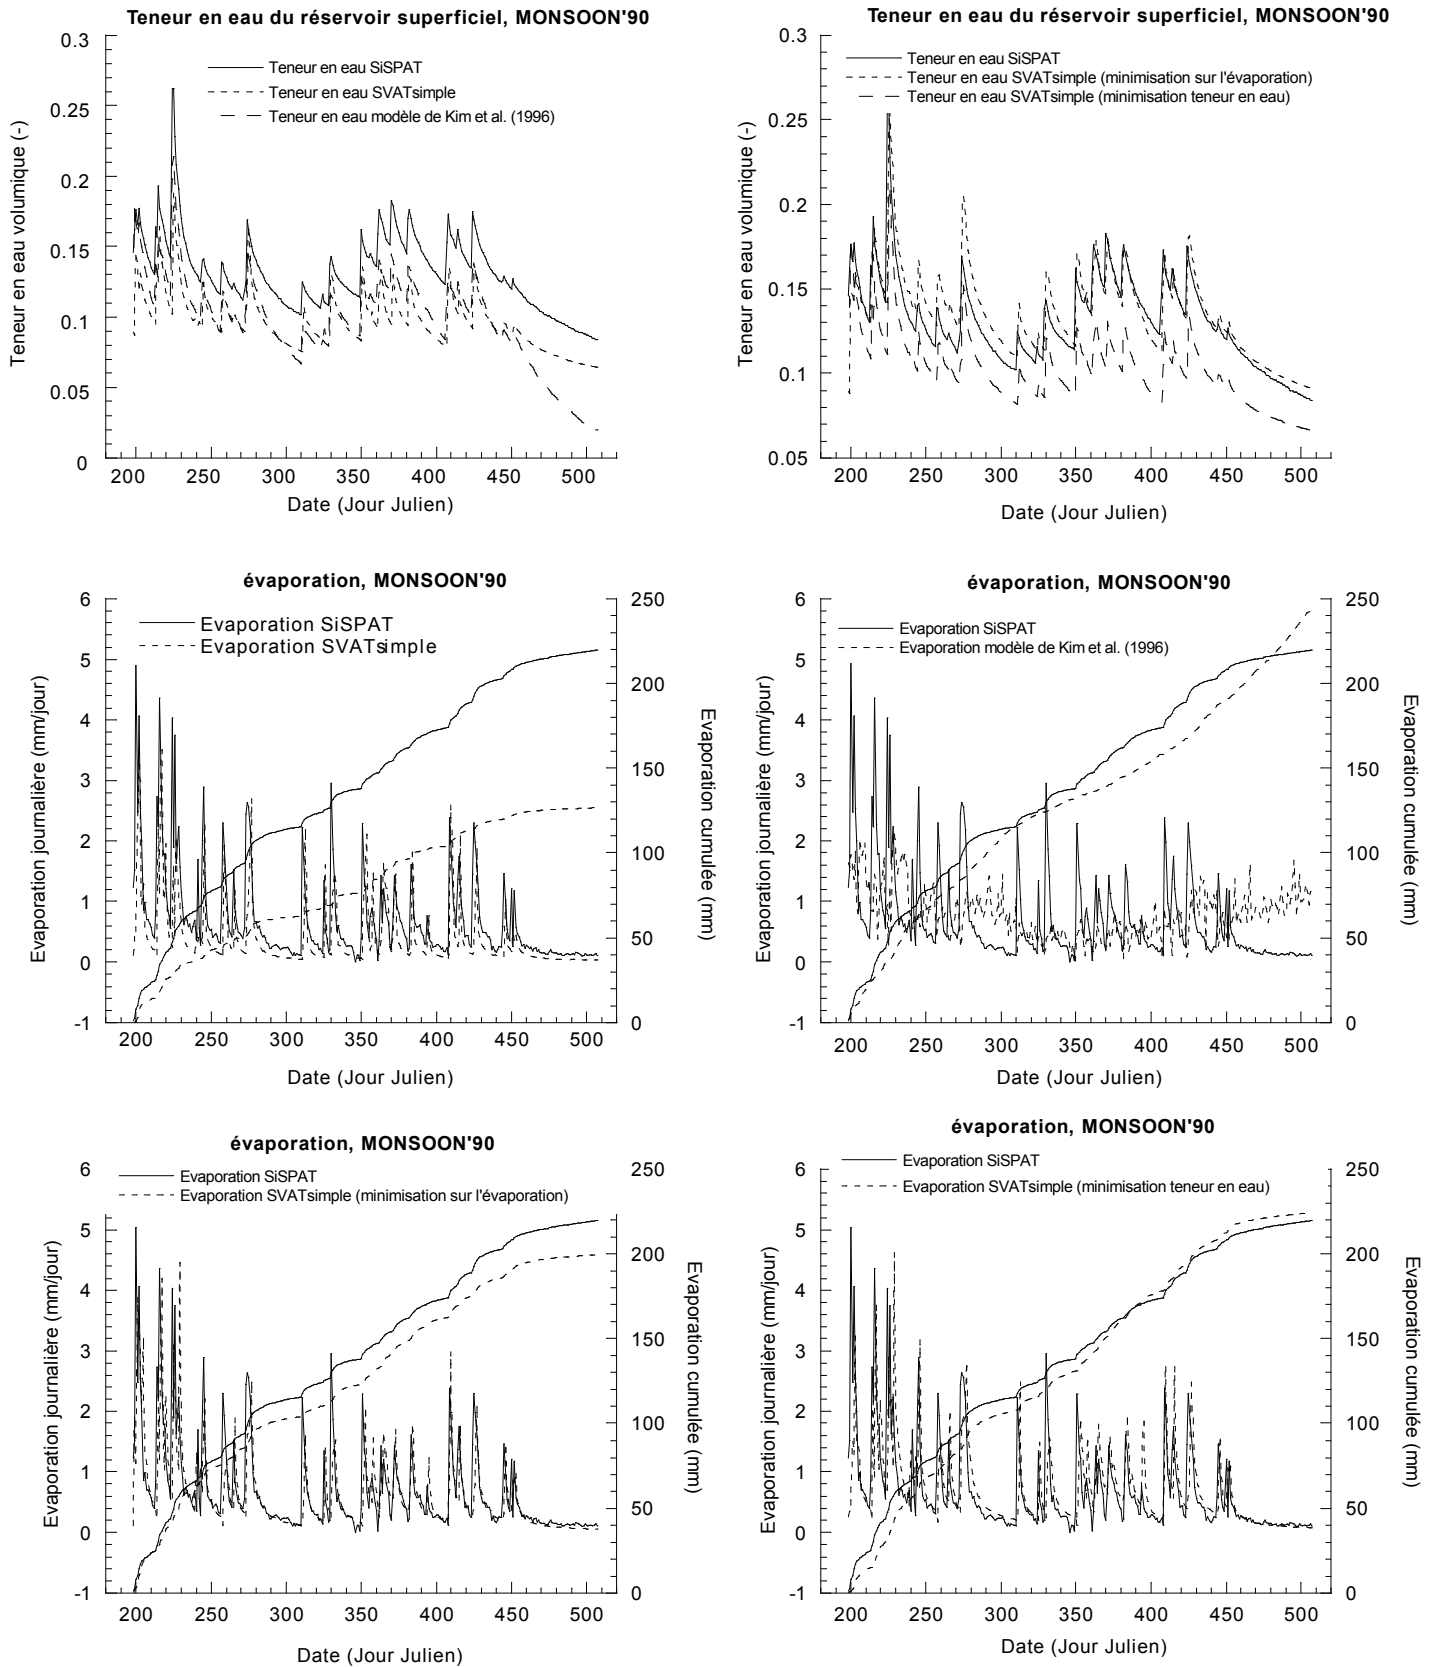 Teneur en eau du réservoir superficiel, MONSOON'90
0.3
0.25
0.2
0.15
0.1
0.05
0
Teneur en eau volumique (-)
Teneur en eau SiSPAT
Teneur en eau SVATsimple
Teneur en eau modèle de Kim et al. (1996)
200 250 300 350 400 450 500
Date (Jour Julien)
Teneur en eau du réservoir superficiel, MONSOON'90
0.3
0.25
0.2
0.15
0.1
0.05
Teneur en eau volumique (-)
Teneur en eau SiSPAT
Teneur en eau SVATsimple (minimisation sur l'évaporation)
Teneur en eau SVATsimple (minimisation teneur en eau)
200 250 300 350 400 450 500
Date (Jour Julien)
évaporation, MONSOON'90
6
5
4
3
2
1
0
-1
Evaporation journalière (mm/jour)
Evaporation SiSPAT
Evaporation SVATsimple
250
200
150
100
50
0
Evaporation cumulée (mm)
200 250 300 350 400 450 500
Date (Jour Julien)
évaporation, MONSOON'90
6
5
4
3
2
1
0
-1
Evaporation journalière (mm/jour)
Evaporation SiSPAT
Evaporation modèle de Kim et al. (1996)
250
200
150
100
50
0
Evaporation cumulée (mm)
200 250 300 350 400 450 500
Date (Jour Julien)
évaporation, MONSOON'90
6
5
4
3
2
1
0
-1
Evaporation journalière (mm/jour)
Evaporation SiSPAT
Evaporation SVATsimple (minimisation sur l'évaporation)
250
200
150
100
50
0
Evaporation cumulée (mm)
200 250 300 350 400 450 500
Date (Jour Julien)
évaporation, MONSOON'90
6
5
4
3
2
1
0
-1
Evaporation journalière (mm/jour)
Evaporation SiSPAT
Evaporation SVATsimple (minimisation teneur en eau)
250
200
150
100
50
0
Evaporation cumulée (mm)
200 250 300 350 400 450 500
Date (Jour Julien)